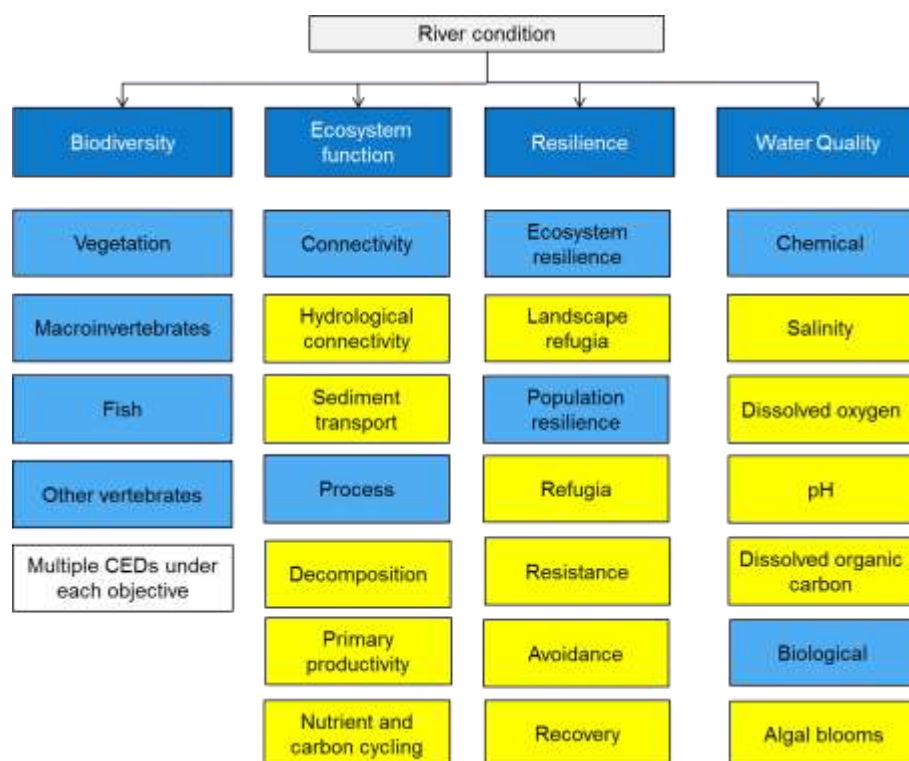 River condition
Biodiversity
Ecosystem
function
Resilience
Water Quality
Vegetation
Connectivity
Ecosystem
resilience
Chemical
Macroinvertebrates
Hydrological
connectivity
Landscape
refugia
Salinity
Fish
Sediment
transport
Population
resilience
Dissolved oxygen
Other vertebrates
Process
Refugia
pH
Multiple CEDs under
each objective
Decomposition
Resistance
Dissolved organic
carbon
Primary
productivity
Avoidance
Biological
Nutrient and
carbon cycling
Recovery
Algal blooms